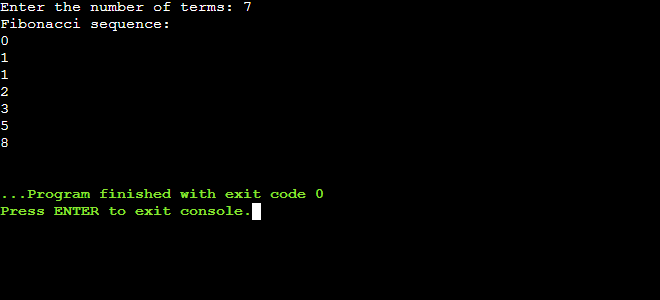 Enter the number of terms: 7
Fibonacci sequence:
0
1
1
2
3
5
8
...Program finished with exit code 0
Press ENTER to exit console.